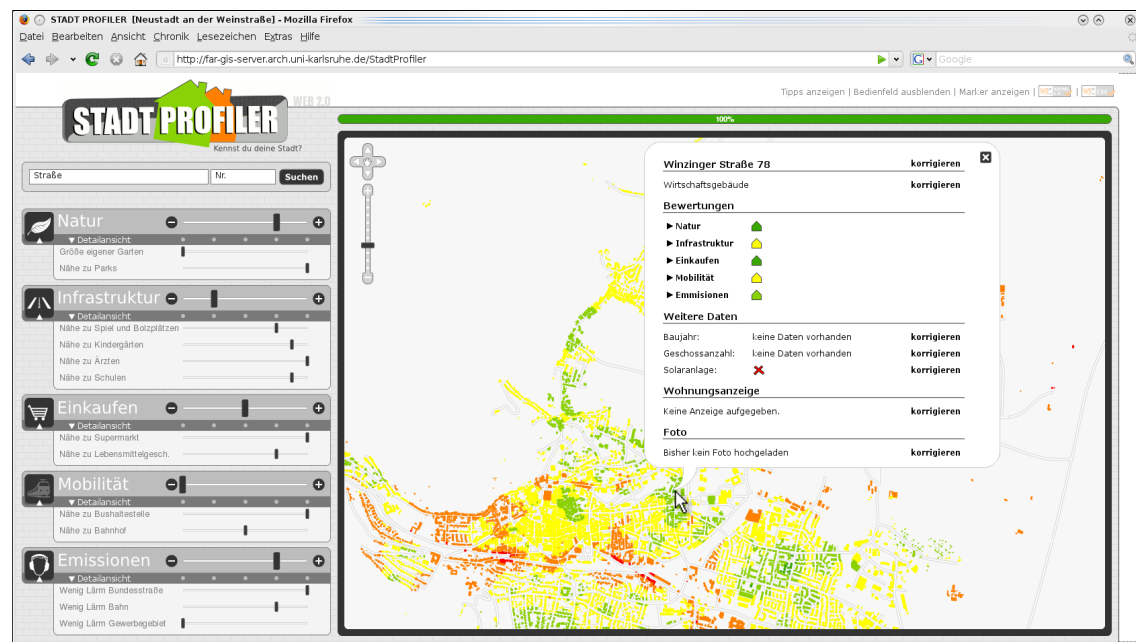 STADT PROFILER [Neustadt an der Weinstraße] - Mozilla Firefox
Datei Bearbeiten Ansicht Chronik Lesezeichen Extras Hilfe
http://far-gis-server.arch.uni-karlsruhe.de/StadtProfiler
Google
STADT PROFILER
WEB 2.0
Kennst du deine Stadt?
Tipps anzeigen | Bedienfeld ausblenden | Marker anzeigen |
100%
Straße Nr. Suchen
Natur
▼ Detailansicht
Größe eigener Garten
Nähe zu Parks
Infrastruktur
▼ Detailansicht
Nähe zu Spiel und Bolzplätzen
Nähe zu Kindergärten
Nähe zu Ärzten
Nähe zu Schulen
Einkaufen
▼ Detailansicht
Nähe zu Supermarkt
Nähe zu Lebensmittelgesch.
Mobilität
▼ Detailansicht
Nähe zu Bushaltestelle
Nähe zu Bahnhof
Emissionen
▼ Detailansicht
Wenig Lärm Bundesstraße
Wenig Lärm Bahn
Wenig Lärm Gewerbegebiet
Winzinger Straße 78 korrigieren
Wirtschaftsgebäude korrigieren
Bewertungen
▶ Natur
▶ Infrastruktur
▶ Einkaufen
▶ Mobilität
▶ Emmisionen
Weitere Daten
Baujahr: keine Daten vorhanden korrigieren
Geschossanzahl: keine Daten vorhanden korrigieren
Solaranlage: korrigieren
Wohnungsanzeige
Keine Anzeige aufgegeben. korrigieren
Foto
Bisher kein Foto hochgeladen korrigieren